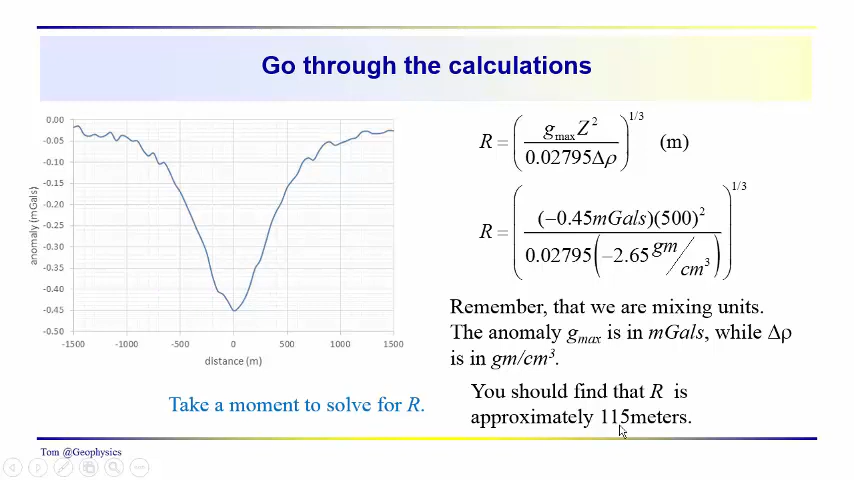 Go through the calculations
0.00
-0.05
-0.10
-0.15
-0.20
-0.25
-0.30
-0.35
-0.40
-0.45
-0.50
anomaly (mGals)
-1500 -1000 -500 0 500 1000 1500
distance (m)
Take a moment to solve for R.
R = (g_max Z² / 0.02795Δρ)^1/3 (m)
R = ((−0.45mGals)(500)² / 0.02795(−2.65 gm/cm³))^1/3
Remember, that we are mixing units.
The anomaly g_max is in mGals, while Δρ
is in gm/cm³.
You should find that R is
approximately 115meters.
Tom @Geophysics